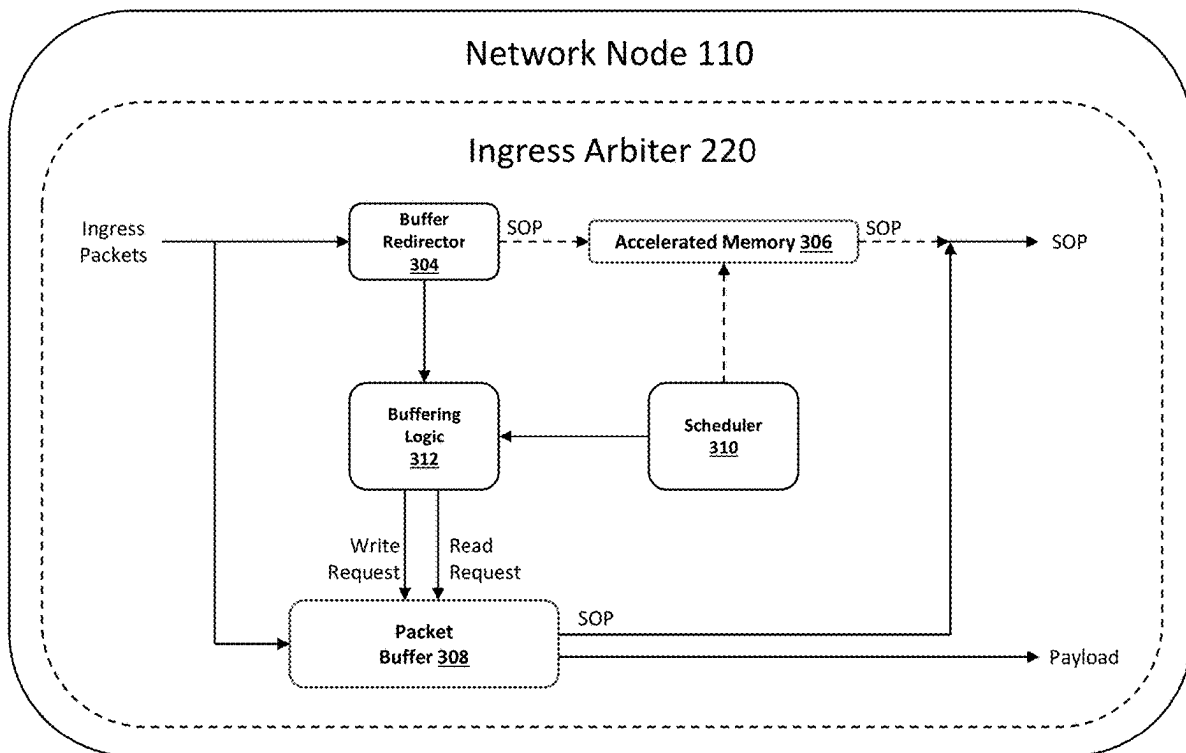 Network Node 110
Ingress Arbiter 220
Ingress
Packets
Buffer
Redirector
304
SOP
Accelerated Memory 306
SOP
SOP
Buffering
Logic
312
Scheduler
310
Write
Request
Read
Request
Packet
Buffer 308
SOP
Payload